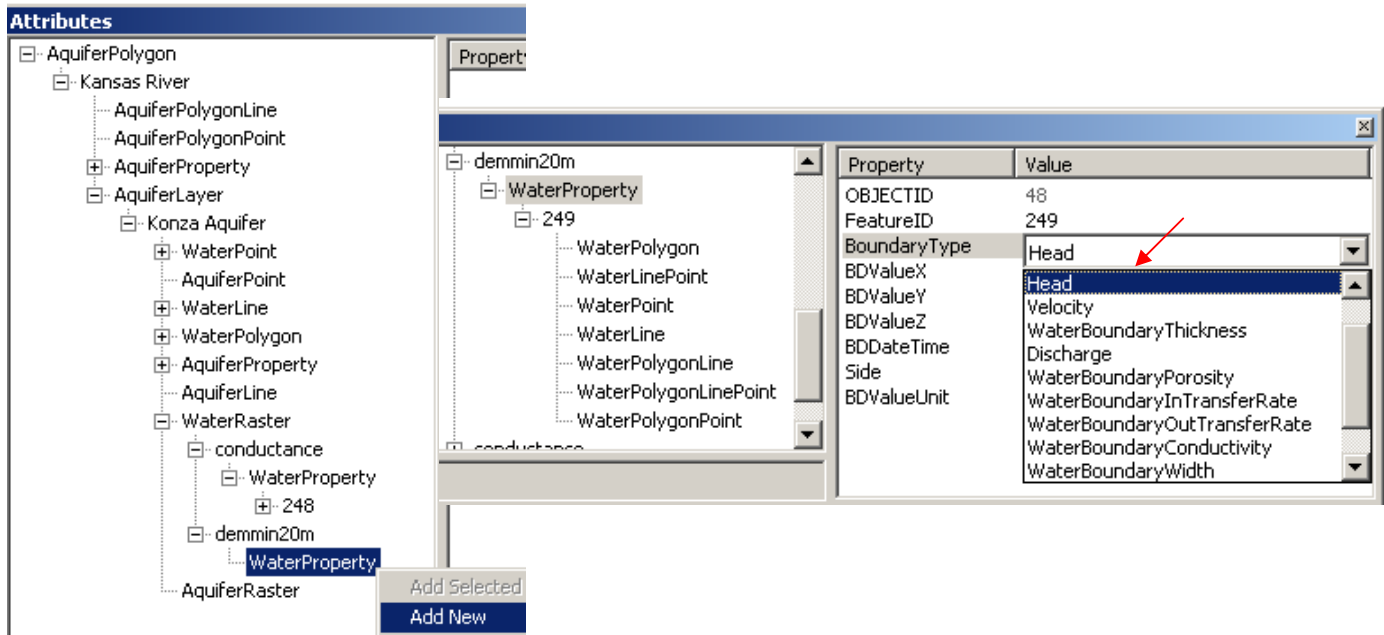 Attributes
AquiferPolygon
Kansas River
AquiferPolygonLine
AquiferPolygonPoint
AquiferProperty
AquiferLayer
Konza Aquifer
WaterPoint
AquiferPoint
WaterLine
WaterPolygon
AquiferProperty
AquiferLine
WaterRaster
conductance
WaterProperty
248
demmin20m
WaterProperty
AquiferRaster
Add Selected
Add New
Propert
demmin20m
WaterProperty
249
WaterPolygon
WaterLinePoint
WaterPoint
WaterLine
WaterPolygonLine
WaterPolygonLinePoint
WaterPolygonPoint
conductance
Property Value
OBJECTID 48
FeatureID 249
BoundaryType Head
BDValueX
BDValueY
BDValueZ
BDDateTime
Side
BDValueUnit
Head
Velocity
WaterBoundaryThickness
Discharge
WaterBoundaryPorosity
WaterBoundaryInTransferRate
WaterBoundaryOutTransferRate
WaterBoundaryConductivity
WaterBoundaryWidth